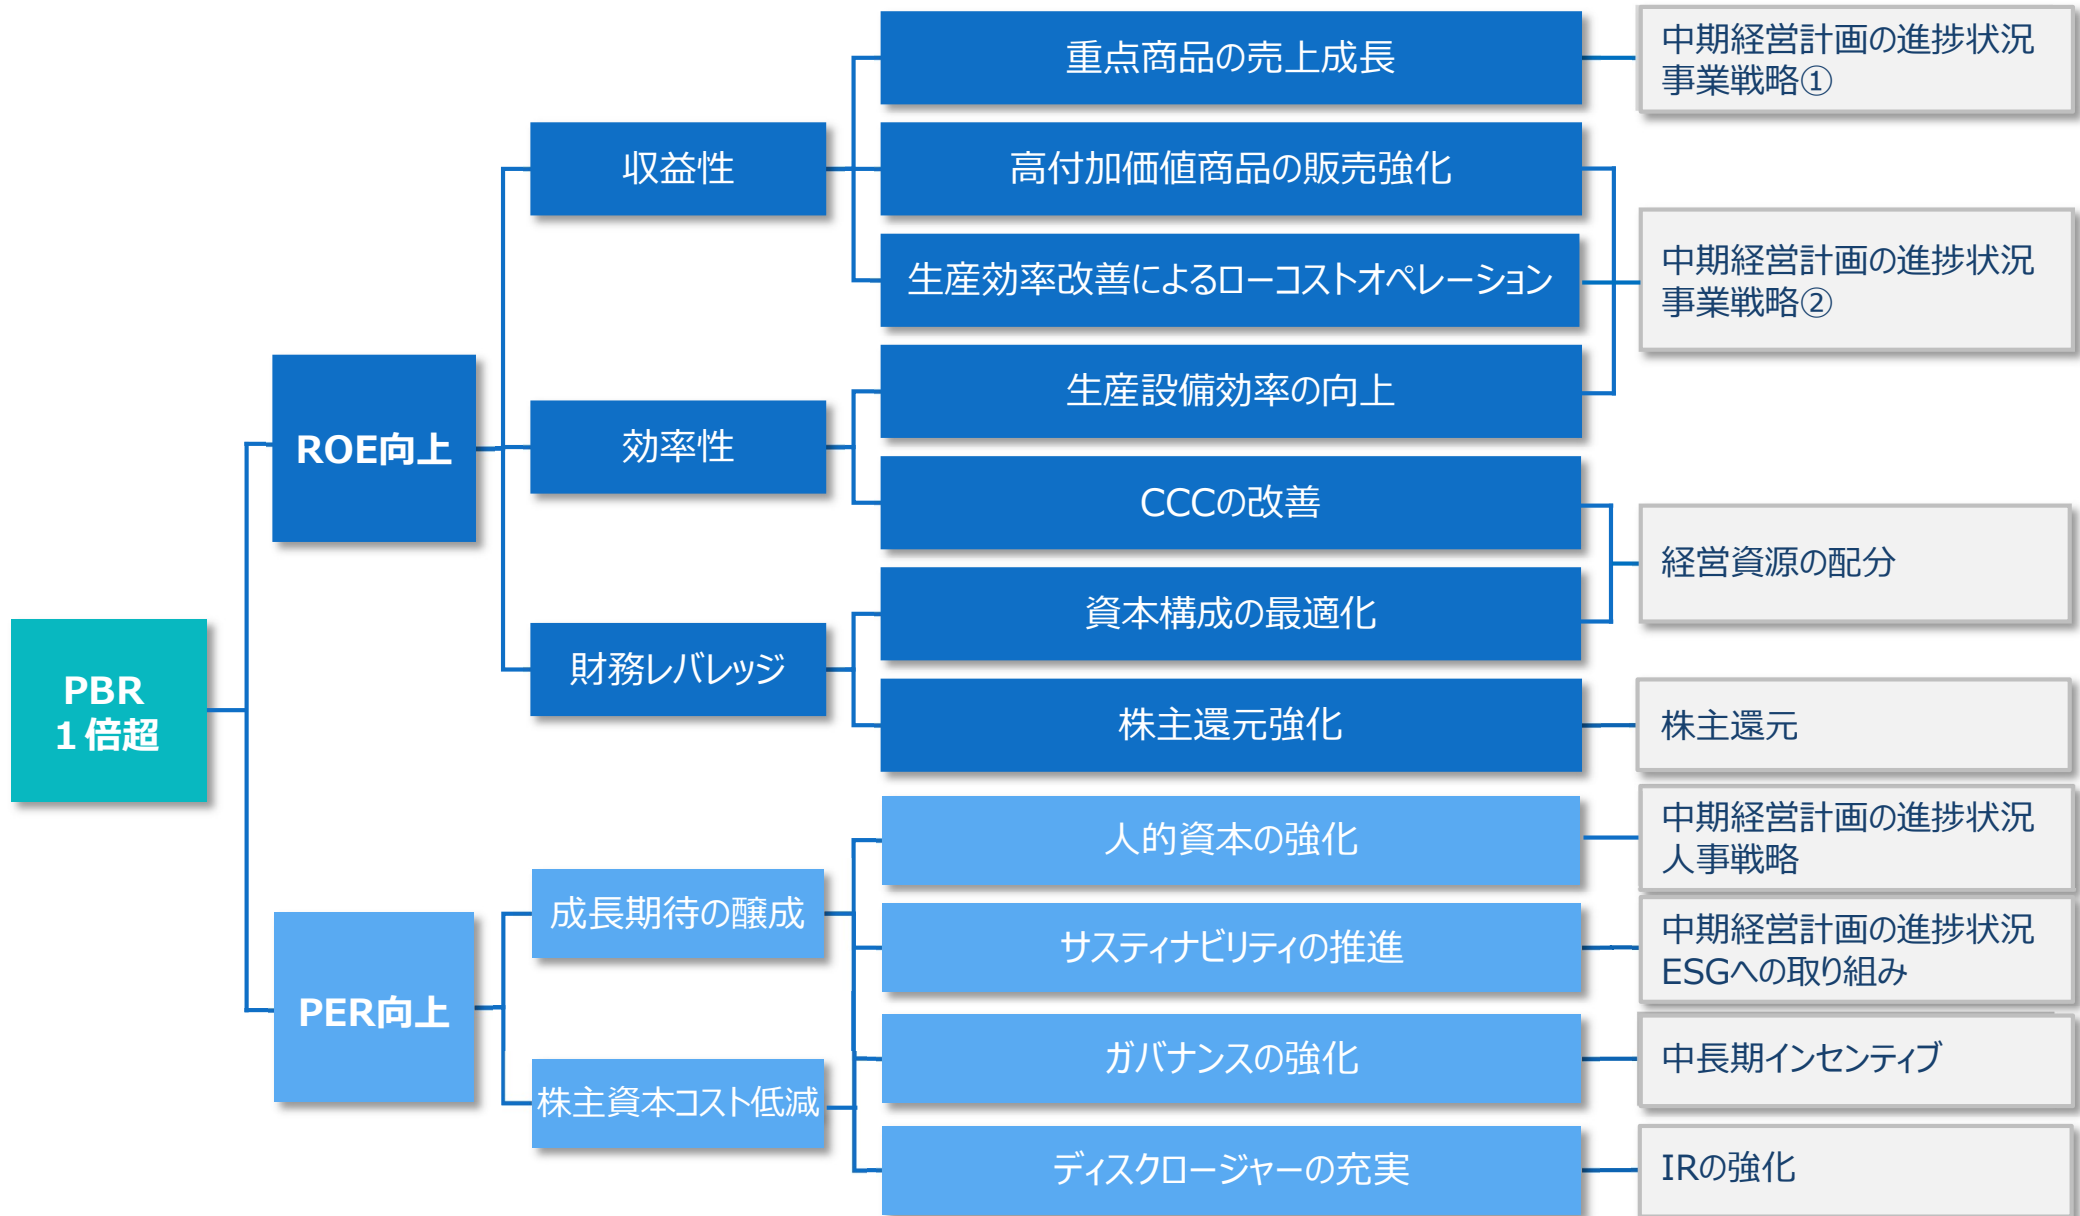 PBR
１倍超
ROE向上
収益性
重点商品の売上成長
中期経営計画の進捗状況
事業戦略①
高付加価値商品の販売強化
生産効率改善によるローコストオペレーション
中期経営計画の進捗状況
事業戦略②
効率性
生産設備効率の向上
CCCの改善
経営資源の配分
財務レバレッジ
資本構成の最適化
株主還元強化
株主還元
PER向上
成長期待の醸成
株主資本コスト低減
人的資本の強化
中期経営計画の進捗状況
人事戦略
サスティナビリティの推進
中期経営計画の進捗状況
ESGへの取り組み
ガバナンスの強化
中長期インセンティブ
ディスクロージャーの充実
IRの強化